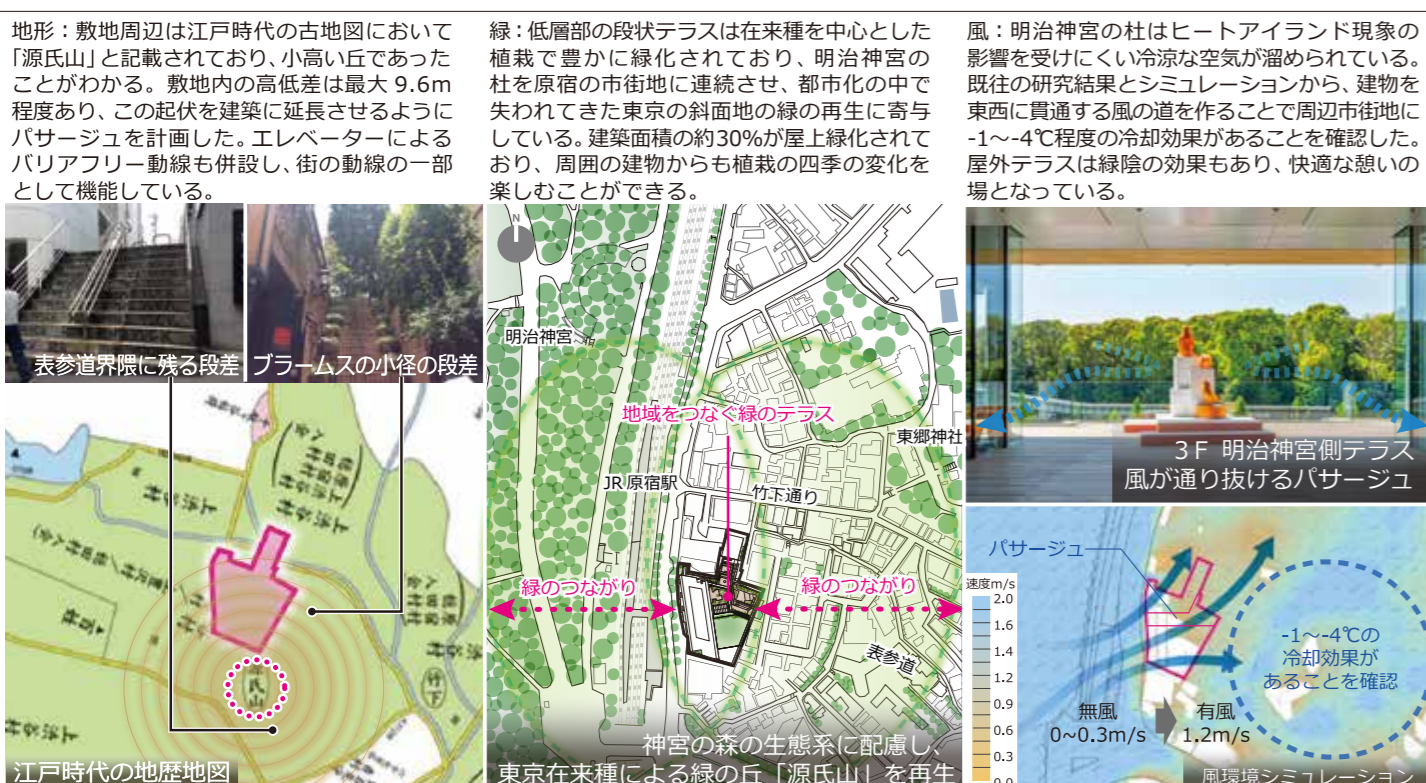 地形：敷地周辺は江戸時代の古地図において
「源氏山」と記載されており、小高い丘であった
ことがわかる。敷地内の高低差は最大 9.6m
程度あり、この起伏を建築に延長させるように
パサージュを計画した。エレベーターによる
バリアフリー動線も併設し、街の動線の一部
として機能している。
表参道界隈に残る段差
ブラームスの小径の段差
上渋谷村
上渋谷村
源氏山
竹下
江戸時代の地歴地図
緑：低層部の段状テラスは在来種を中心とした
植栽で豊かに緑化されており、明治神宮の
杜を原宿の市街地に連続させ、都市化の中で
失われてきた東京の斜面地の緑の再生に寄与
している。建築面積の約30%が屋上緑化されて
おり、周囲の建物からも植栽の四季の変化を
楽しむことができる。
N
明治神宮
地域をつなぐ緑のテラス
東郷神社
JR 原宿駅
竹下通り
緑のつながり
緑のつながり
表参道
神宮の森の生態系に配慮し、
東京在来種による緑の丘「源氏山」を再生
風：明治神宮の杜はヒートアイランド現象の
影響を受けにくい冷涼な空気が溜められている。
既往の研究結果とシミュレーションから、建物を
東西に貫通する風の道を作ることで周辺市街地に
-1～-4℃程度の冷却効果があることを確認した。
屋外テラスは緑陰の効果もあり、快適な憩いの
場となっている。
3F 明治神宮側テラス
風が通り抜けるパサージュ
パサージュ
速度m/s
2.0
1.6
1.4
1.2
0.9
0.6
0.3
0.0
無風
0~0.3m/s
有風
1.2m/s
-1～-4℃の
冷却効果が
あることを確認
風環境シミュレーション